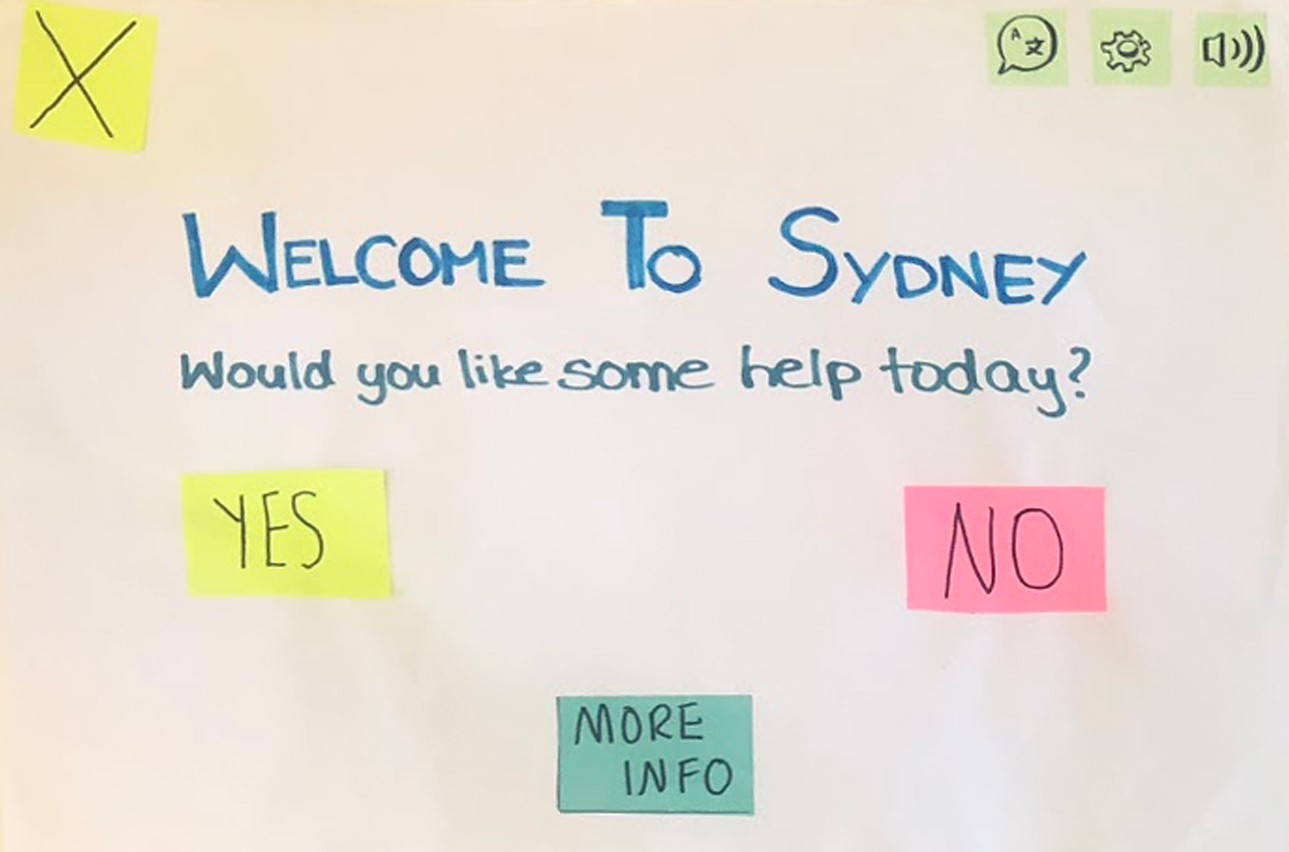 X
A 文
WELCOME TO SYDNEY
Would you like some help today?
YES
NO
MORE
INFO